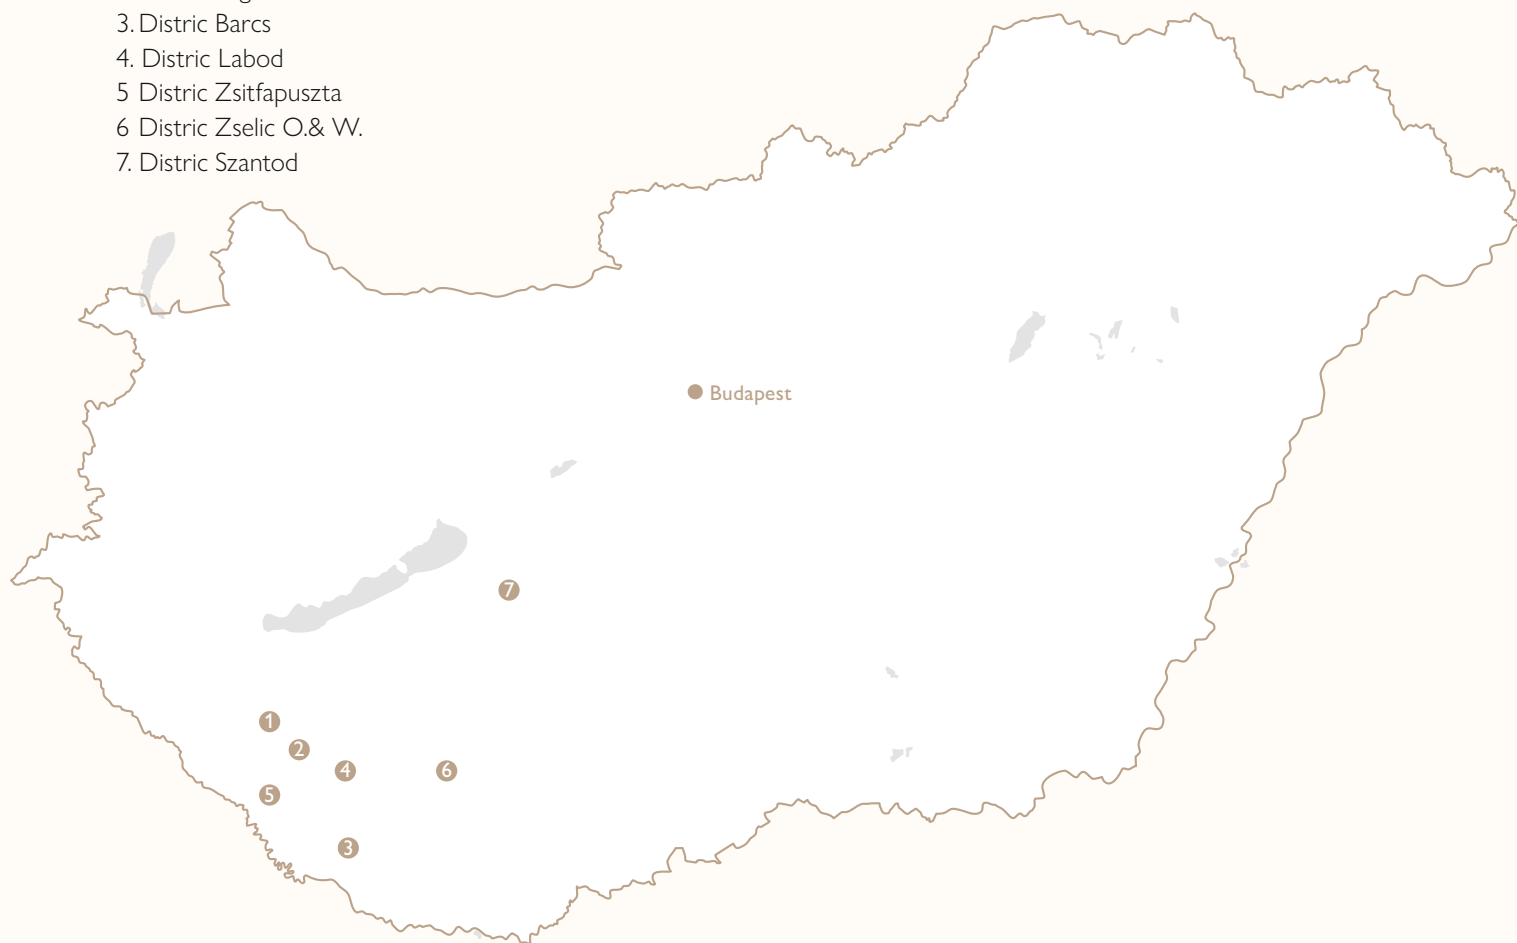 3. Distric Barcs
4. Distric Labod
5 Distric Zsitfapuszta
6 Distric Zselic O.& W.
7. Distric Szantod
Budapest
7
1
2
4
6
5
3